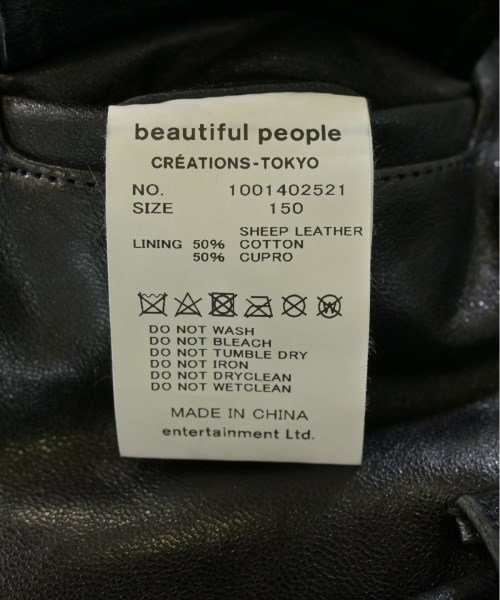 beautiful people
CRÉATIONS-TOKYO
NO. 1001402521
SIZE 150
SHEEP LEATHER
LINING 50% COTTON
50% CUPRO
W
DO NOT WASH
DO NOT BLEACH
DO NOT TUMBLE DRY
DO NOT IRON
DO NOT DRYCLEAN
DO NOT WETCLEAN
MADE IN CHINA
entertainment Ltd.